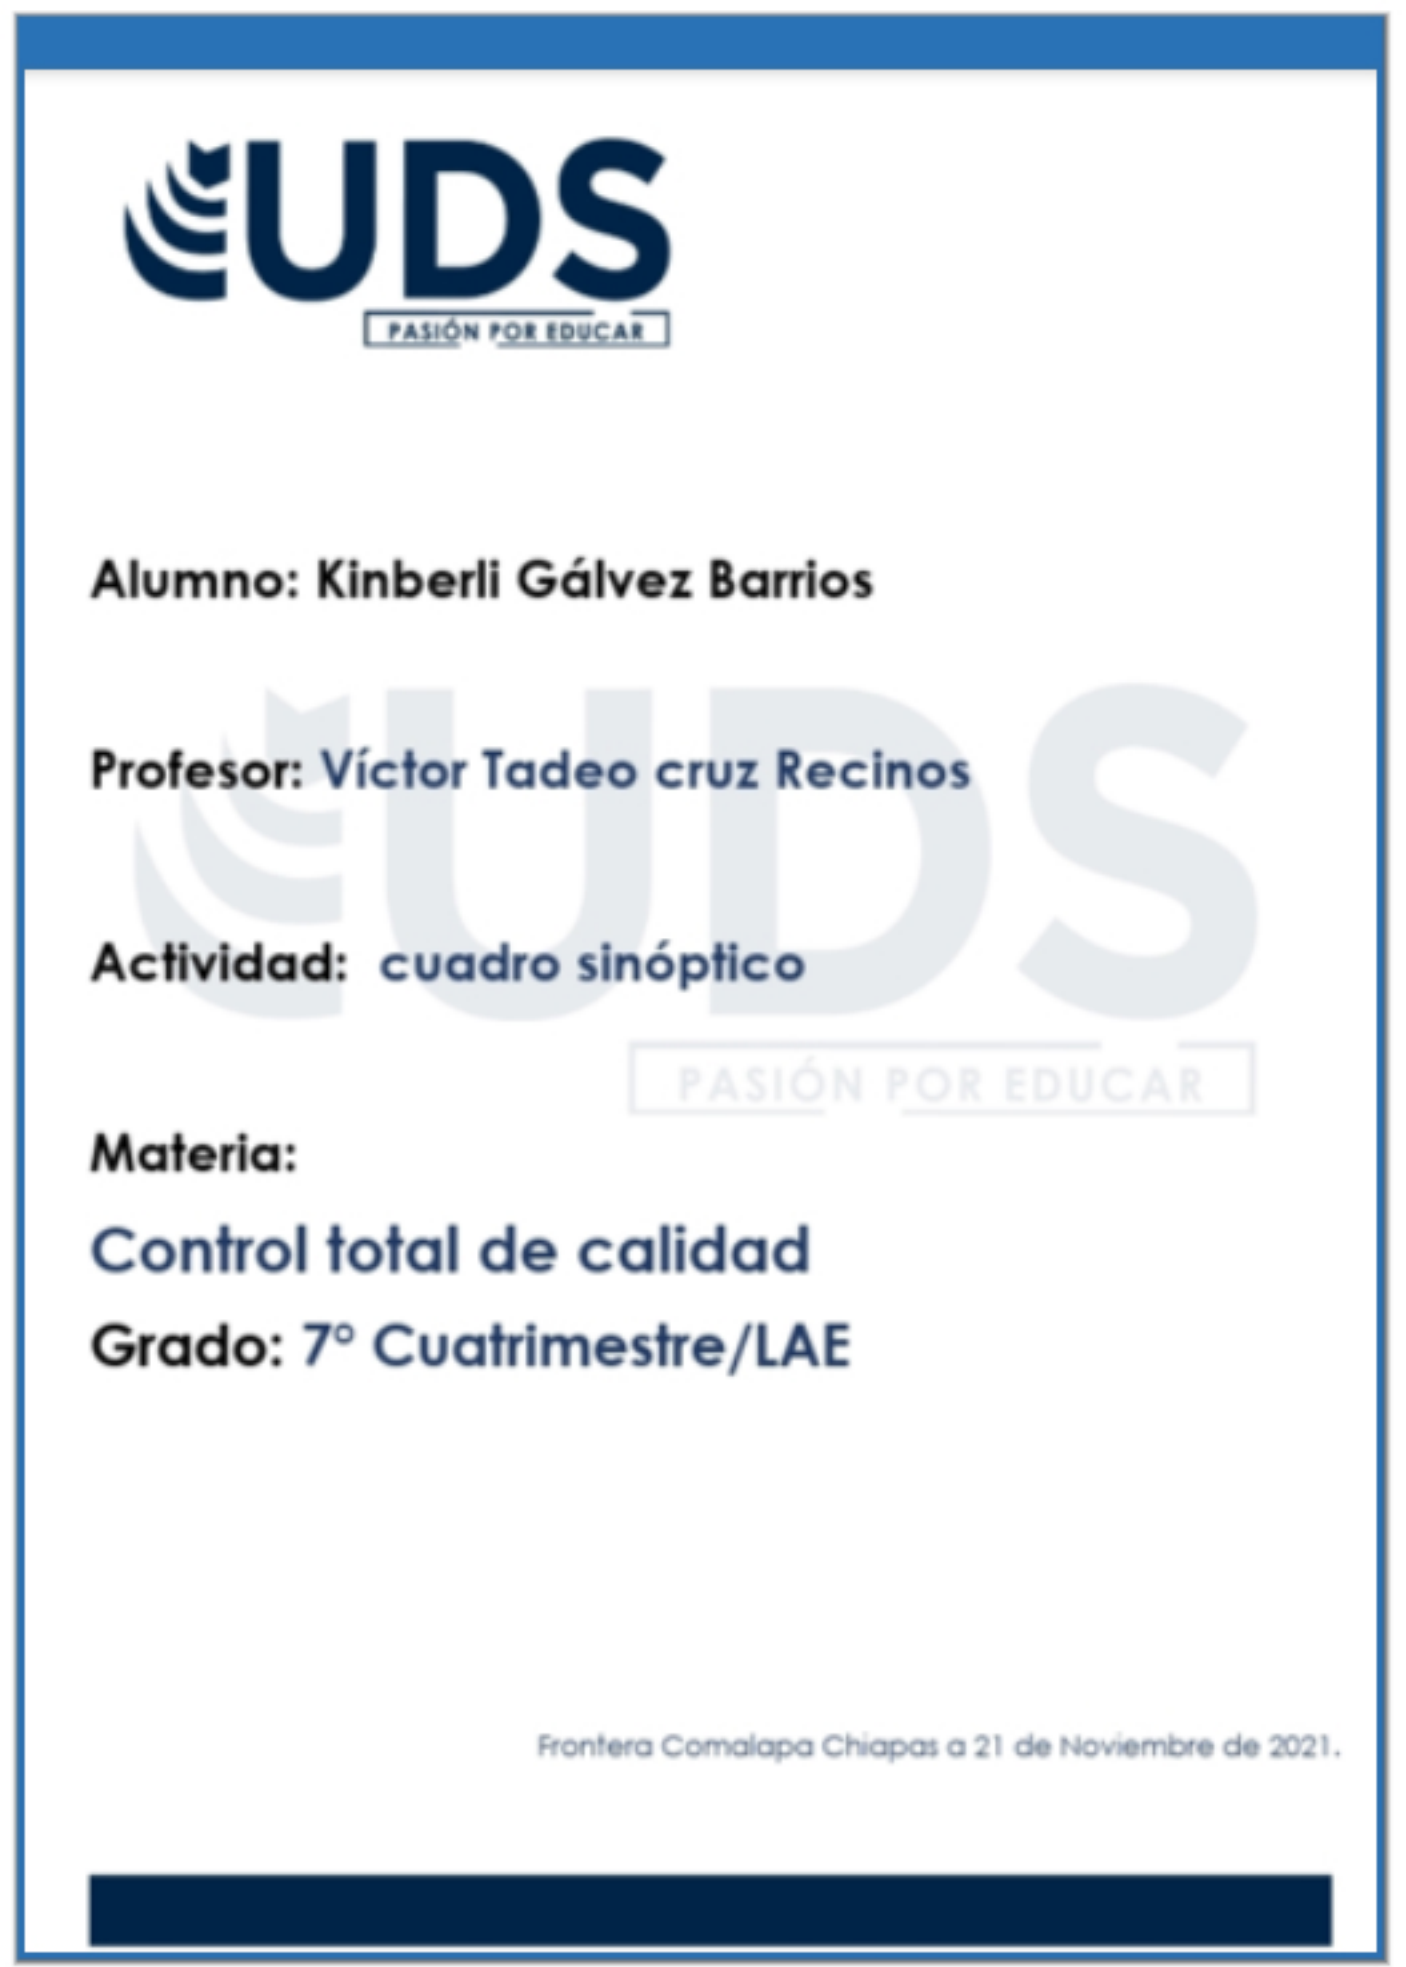 UDS
PASIÓN POR EDUCAR
Alumno: Kinberli Gálvez Barrios
Profesor: Víctor Tadeo cruz Recinos
UDS
Actividad: cuadro sinóptico
PASIÓN POR EDUCAR
Materia:
Control total de calidad
Grado: 7° Cuatrimestre/LAE
Frontera Comalapa Chiapas a 21 de Noviembre de 2021.